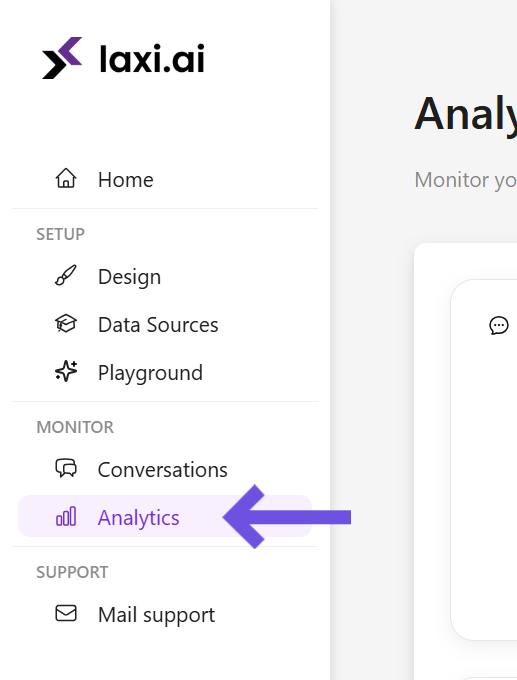 laxi.ai
Home
SETUP
Design
Data Sources
Playground
MONITOR
Conversations
Analytics
SUPPORT
Mail support
Analy
Monitor yo